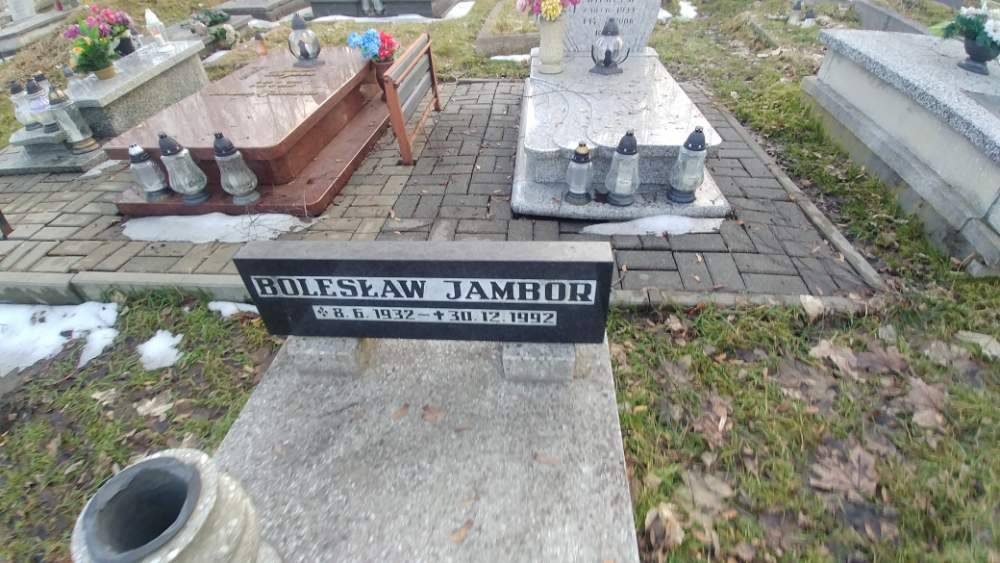 BOLESŁAW JAMBOR
* 8.6.1932 – ✝ 30.12.1992